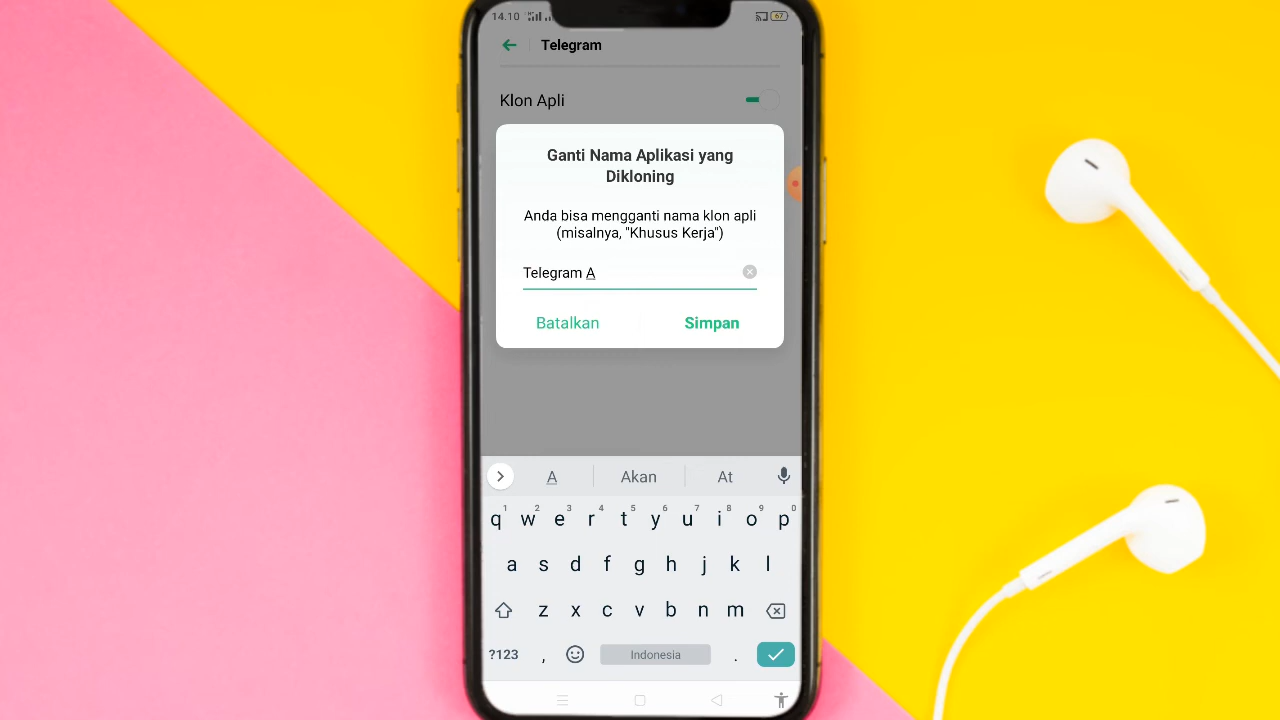 14.10
67
Telegram
Klon Apli
Ganti Nama Aplikasi yang
Dikloning
Anda bisa mengganti nama klon apli
(misalnya, "Khusus Kerja")
Telegram A
Batalkan Simpan
A Akan At
1 2 3 4 5 6 7 8 9 0
q w e r t y u i o p
a s d f g h j k l
z x c v b n m
?123 , Indonesia .